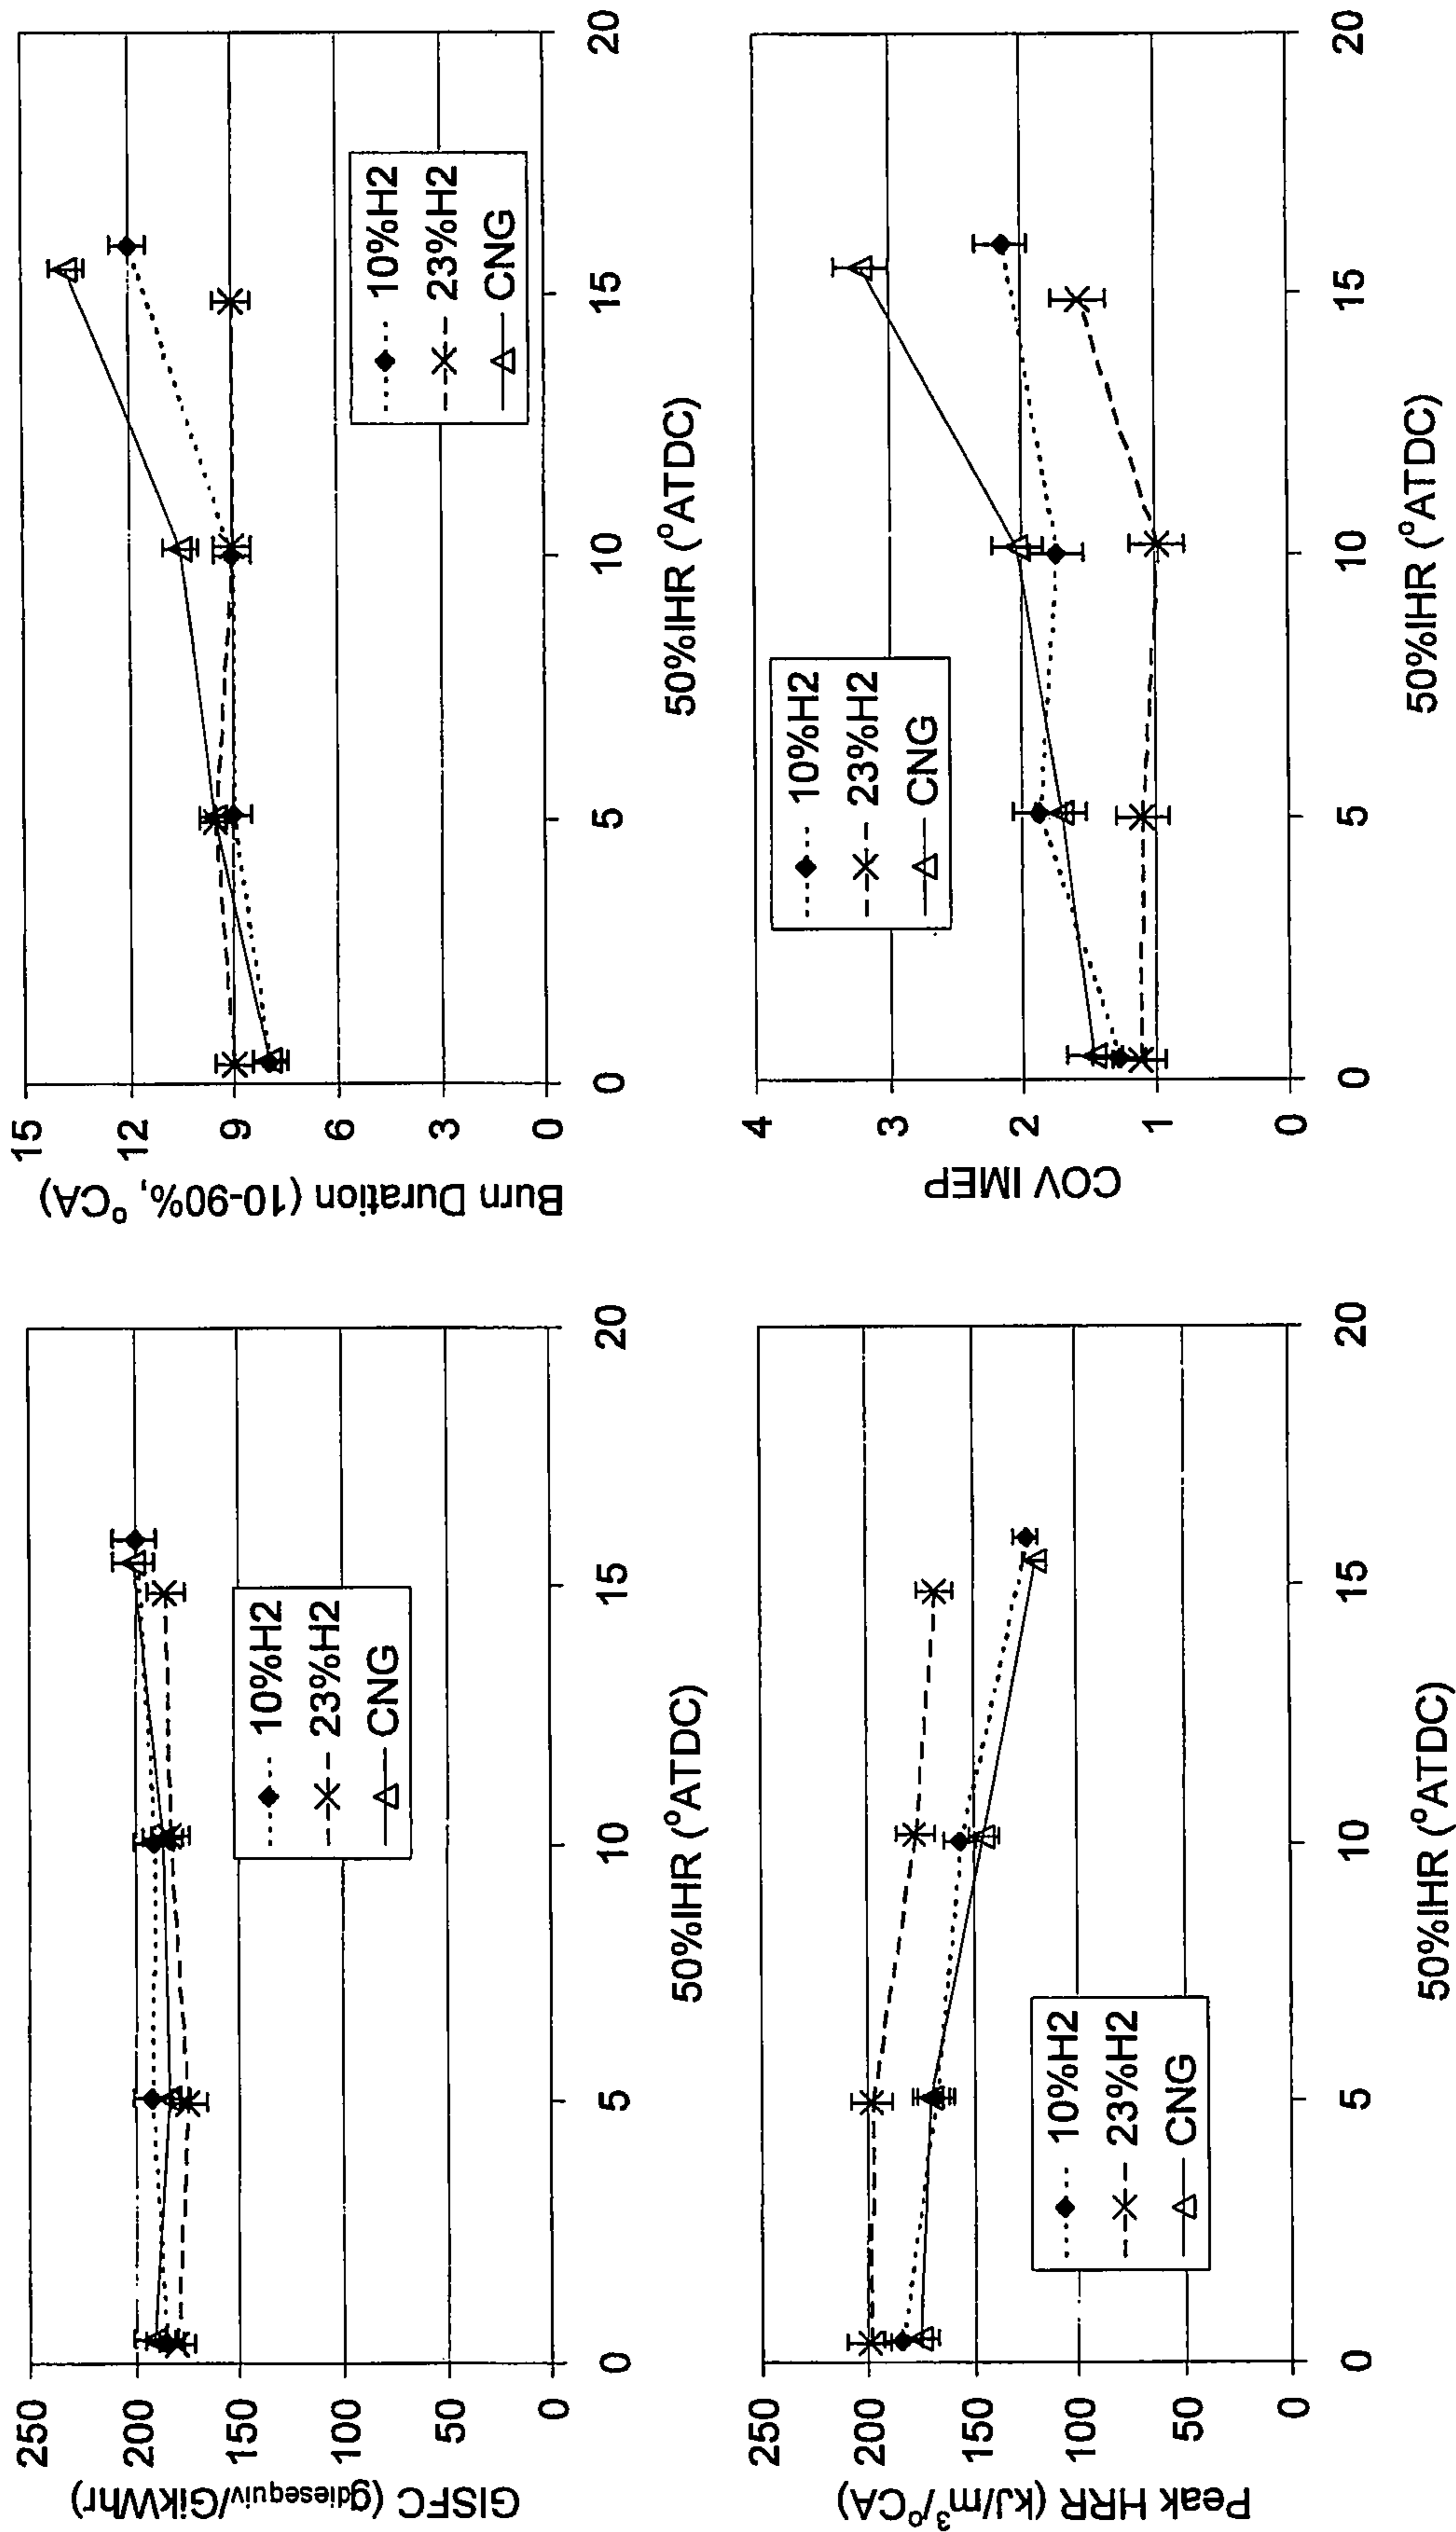 GISFC (gdiesequiv/GikWhr)
250
200
150
100
50
0
0
5
10
15
20
50%IHR (°ATDC)
10%H2
23%H2
CNG
Burn Duration (10-90%, °CA)
15
12
9
6
3
0
0
5
10
15
20
50%IHR (°ATDC)
10%H2
23%H2
CNG
Peak HRR (kJ/m³/°CA)
250
200
150
100
50
0
0
5
10
15
20
50%IHR (°ATDC)
10%H2
23%H2
CNG
COV IMEP
4
3
2
1
0
0
5
10
15
20
50%IHR (°ATDC)
10%H2
23%H2
CNG